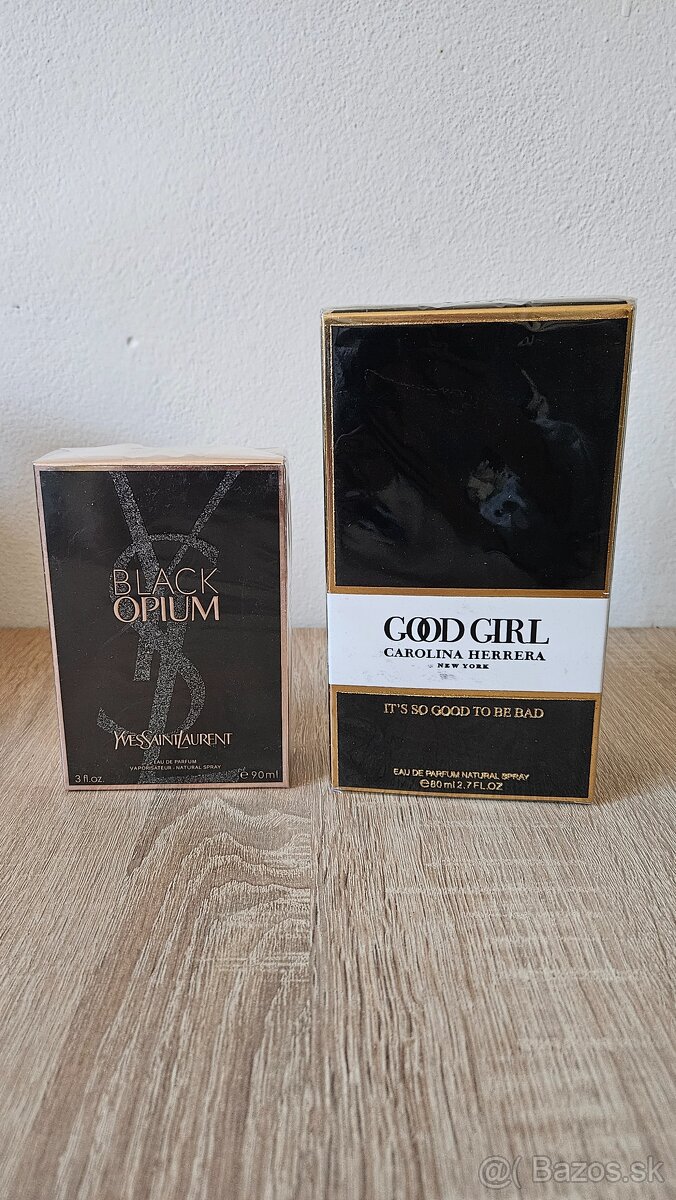 BLACK
OPIUM
YVESSAINTLAURENT
EAU DE PARFUM
VAPORISATEUR - NATURAL SPRAY
3 fl.oz. ℮ 90ml
GOOD GIRL
CAROLINA HERRERA
NEW YORK
IT'S SO GOOD TO BE BAD
EAU DE PARFUM NATURAL SPRAY
℮80 ml 2.7 FL.OZ
@( Bazos.sk